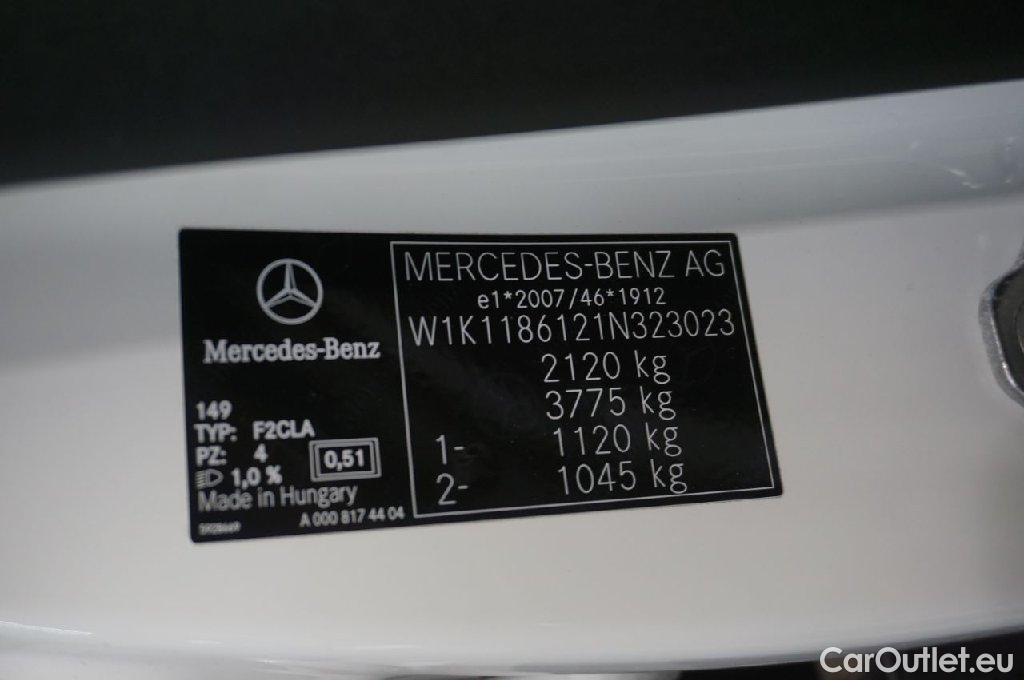 Mercedes-Benz
149
TYP: F2CLA
PZ: 4
0,51
1,0 %
Made in Hungary
A 000 817 44 04
MERCEDES-BENZ AG
e1*2007/46*1912
W1K1186121N323023
2120 kg
3775 kg
1- 1120 kg
2- 1045 kg
CarOutlet.eu